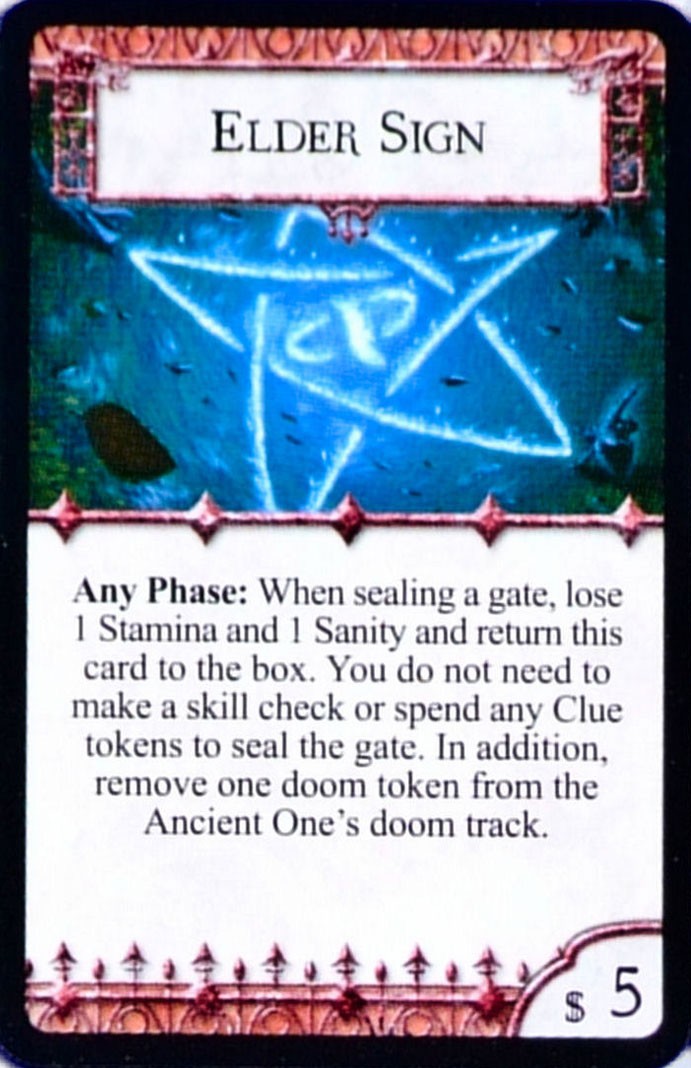 Elder Sign
Any Phase: When sealing a gate, lose
1 Stamina and 1 Sanity and return this
card to the box. You do not need to
make a skill check or spend any Clue
tokens to seal the gate. In addition,
remove one doom token from the
Ancient One's doom track.
$ 5